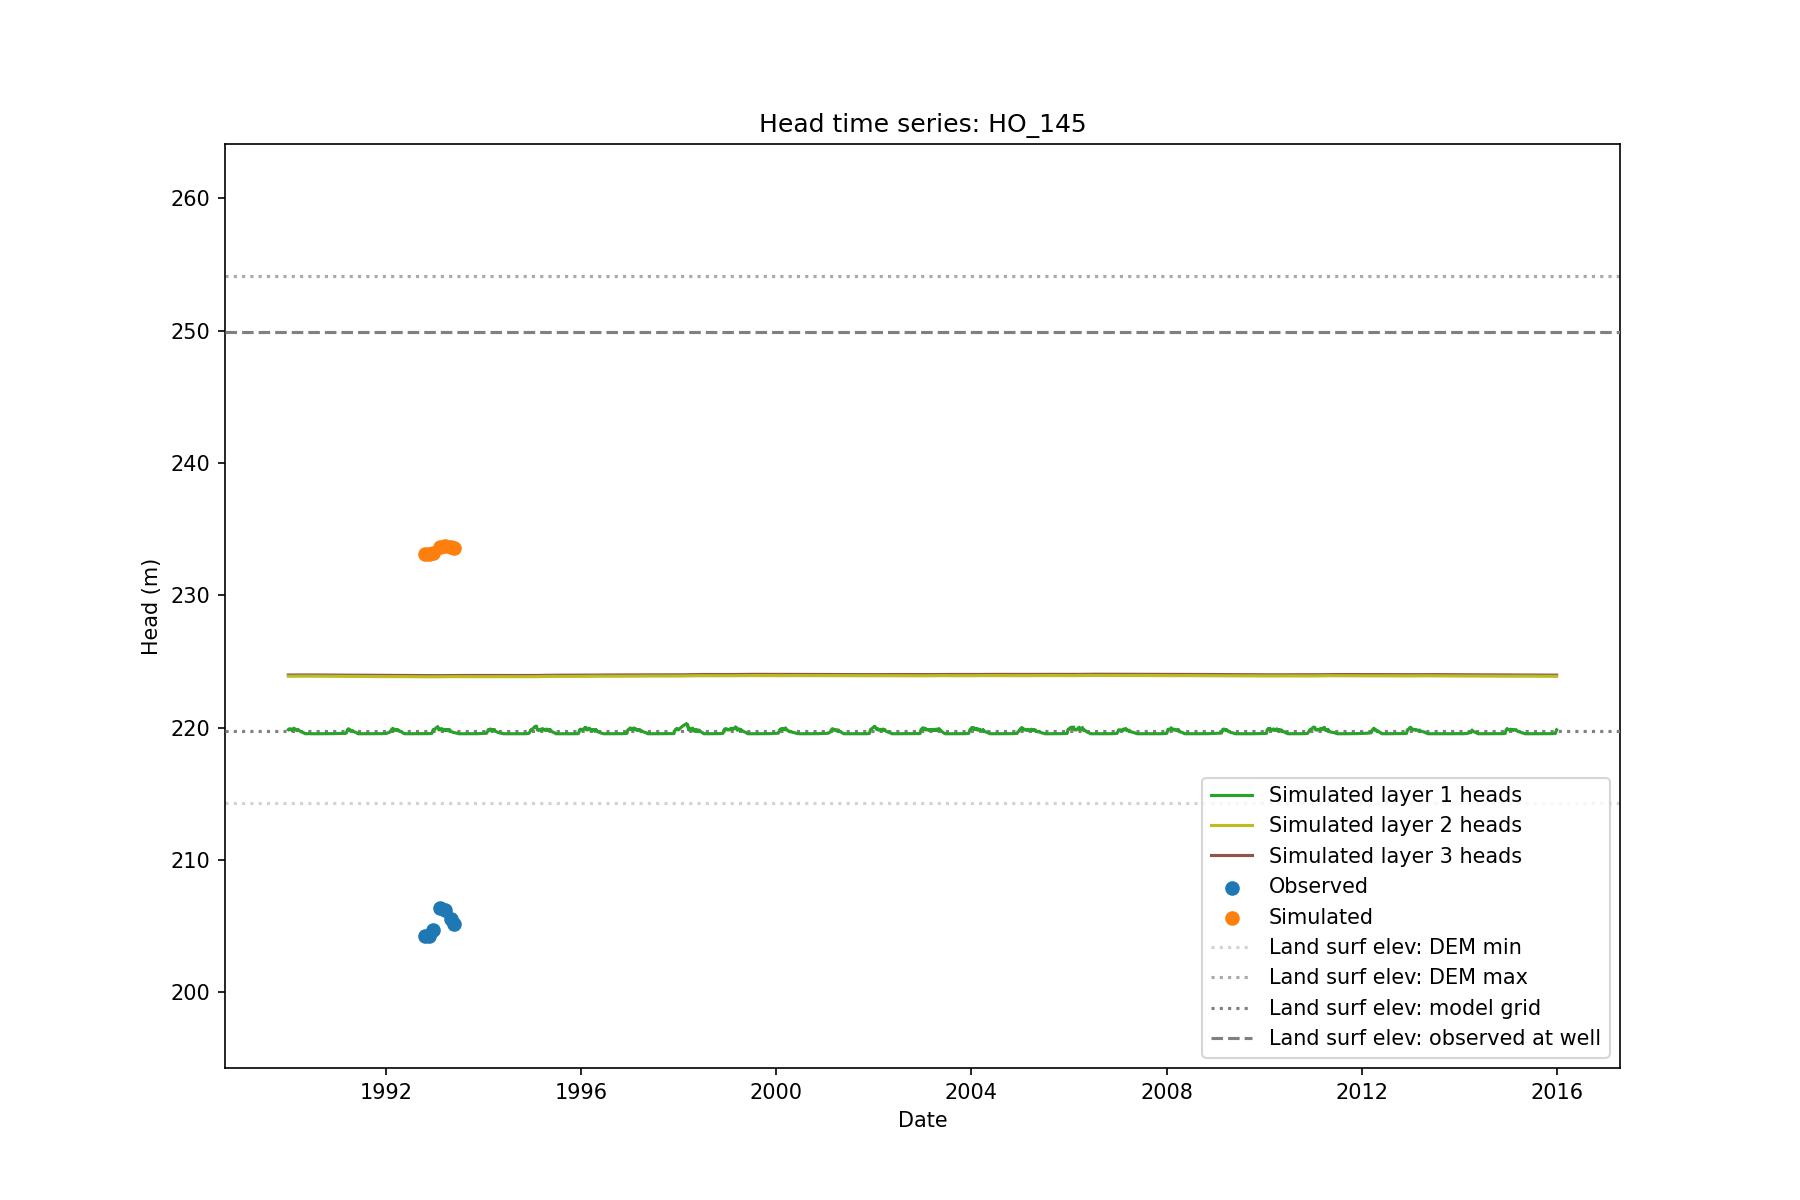 Head time series: HO_145
260
250
240
230
220
210
200
Head (m)
Simulated layer 1 heads
Simulated layer 2 heads
Simulated layer 3 heads
Observed
Simulated
Land surf elev: DEM min
Land surf elev: DEM max
Land surf elev: model grid
Land surf elev: observed at well
1992 1996 2000 2004 2008 2012 2016
Date